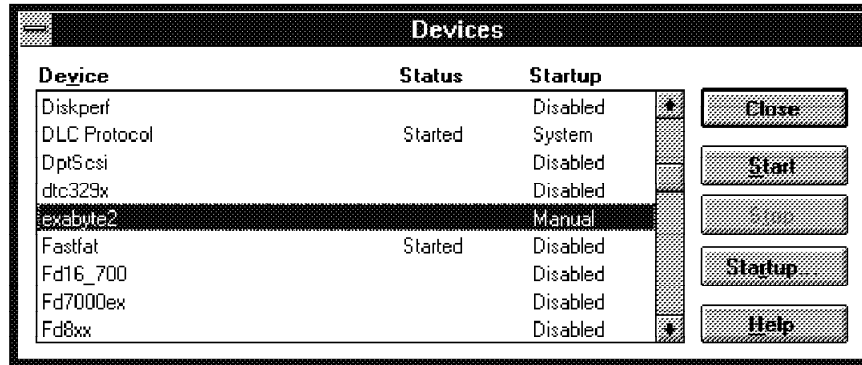 Devices
Device Status Startup
Diskperf Disabled
DLC Protocol Started System
DptScsi Disabled
dtc329x Disabled
exabyte2 Manual
Fastfat Started Disabled
Fd16_700 Disabled
Fd7000ex Disabled
Fd8xx Disabled
Close
Start
Startup...
Help